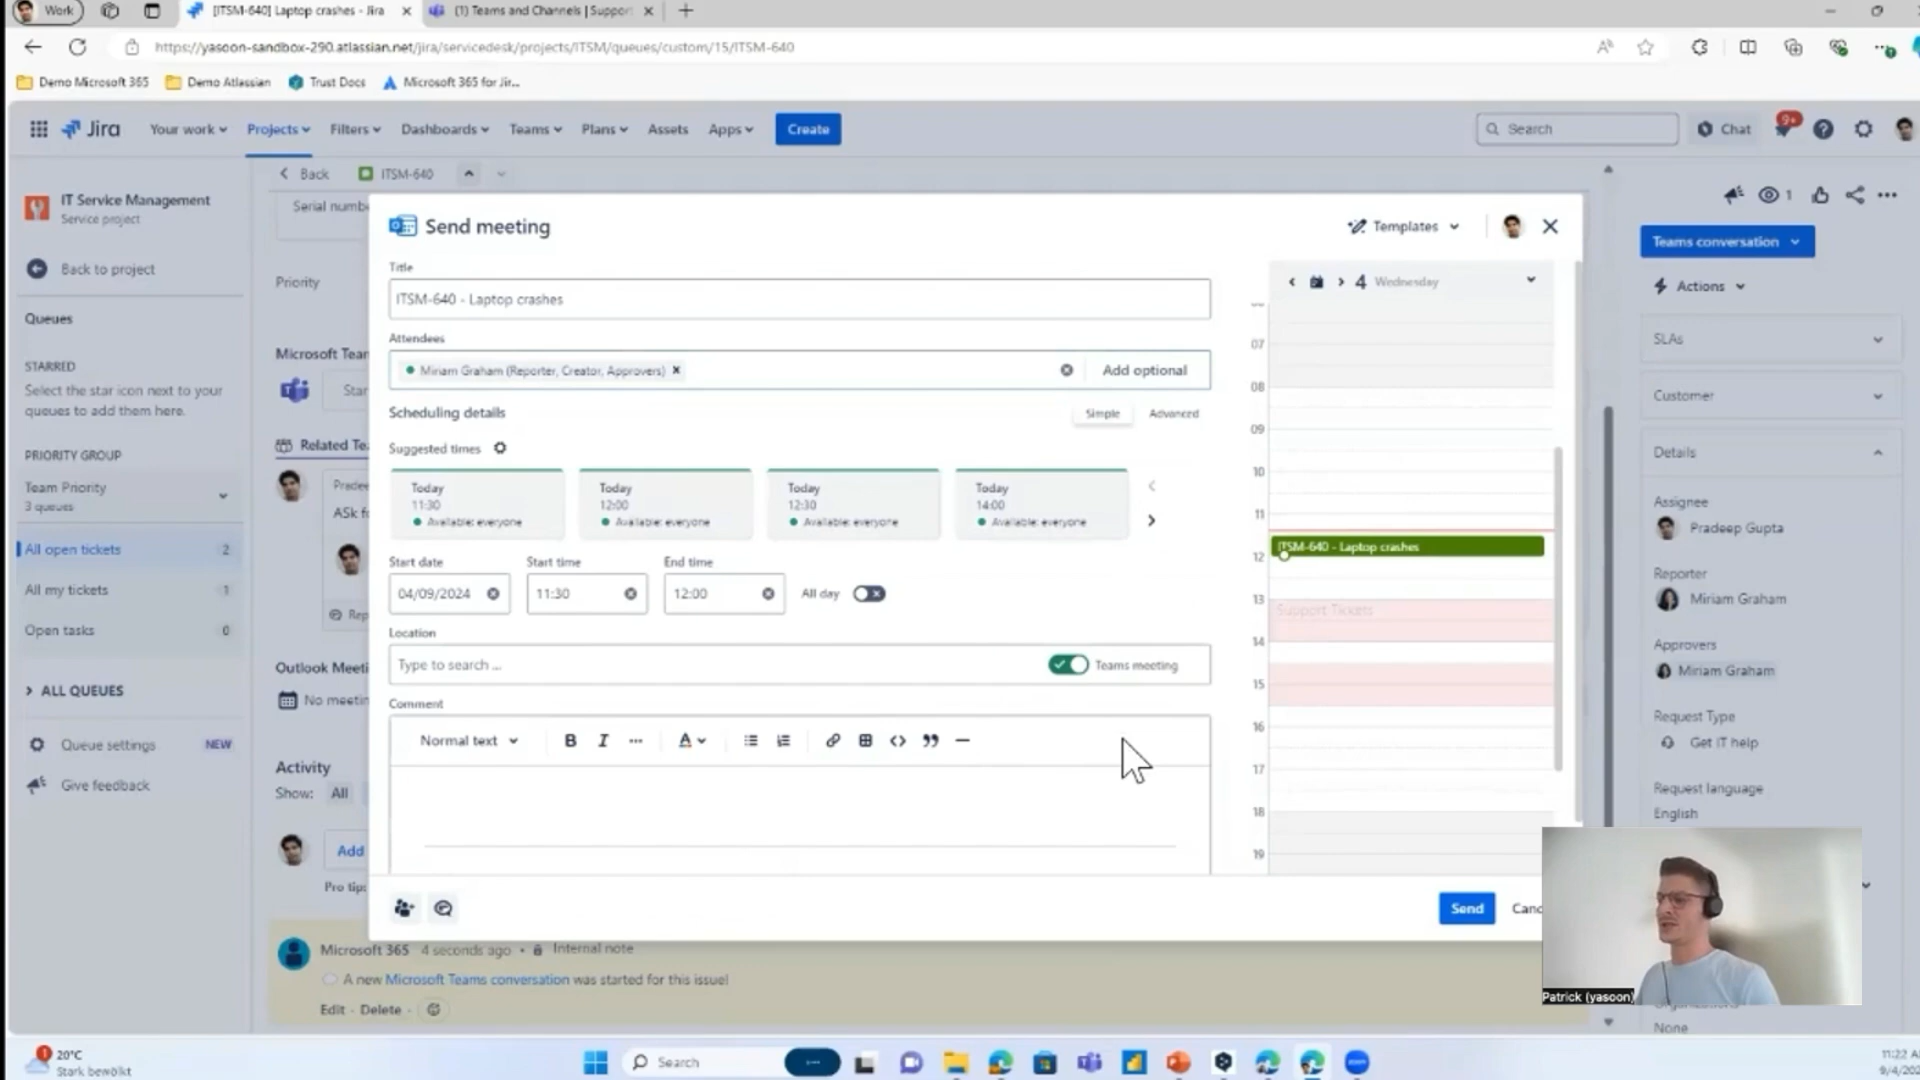 Work
[ITSM-640] Laptop crashes - Jira
(1) Teams and Channels | Suppor
https://yasoon-sandbox-290.atlassian.net/jira/servicedesk/projects/ITSM/queues/custom/15/ITSM-640
Demo Microsoft 365
Demo Atlassian
Trust Docs
Microsoft 365 for Jir...
Jira
Your work
Projects
Filters
Dashboards
Teams
Plans
Assets
Apps
Create
Search
Chat
9+
IT Service Management
Service project
Back to project
Queues
STARRED
Select the star icon next to your
queues to add them here.
PRIORITY GROUP
Team Priority
3 queues
All open tickets 2
All my tickets 1
Open tasks 0
ALL QUEUES
Queue settings NEW
Give feedback
Back
ITSM-640
Serial numbe
Priority
Microsoft Tear
Star
Related Te
Pradee
ASk fo
Rep
Outlook Meeti
No meetin
Activity
Show: All
Add
Pro tip:
Microsoft 365 4 seconds ago • Internal note
A new Microsoft Teams conversation was started for this issue!
Edit · Delete ·
Send meeting
Templates
Title
ITSM-640 - Laptop crashes
Attendees
Miriam Graham (Reporter, Creator, Approvers)
Add optional
Scheduling details
Simple
Advanced
Suggested times
Today
11:30
Available: everyone
Today
12:00
Available: everyone
Today
12:30
Available: everyone
Today
14:00
Available: everyone
Start date
04/09/2024
Start time
11:30
End time
12:00
All day
Location
Type to search ...
Teams meeting
Comment
Normal text
B I ... A
Send
Canc
4 Wednesday
07
08
09
10
11
ITSM-640 - Laptop crashes
12
13
Support Tickets
14
15
16
17
18
19
1
Teams conversation
Actions
SLAs
Customer
Details
Assignee
Pradeep Gupta
Reporter
Miriam Graham
Approvers
Miriam Graham
Request Type
Get IT help
Request language
English
None
Patrick (yasoon)
1
20°C
Stark bewölkt
Search
11:22 A
9/4/202